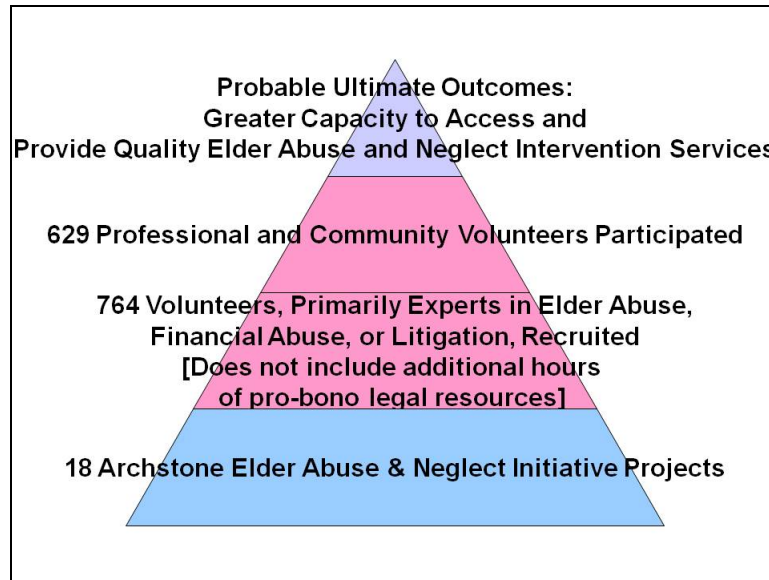 Probable Ultimate Outcomes:
Greater Capacity to Access and
Provide Quality Elder Abuse and Neglect Intervention Services
629 Professional and Community Volunteers Participated
764 Volunteers, Primarily Experts in Elder Abuse,
Financial Abuse, or Litigation, Recruited
[Does not include additional hours
of pro-bono legal resources]
18 Archstone Elder Abuse & Neglect Initiative Projects